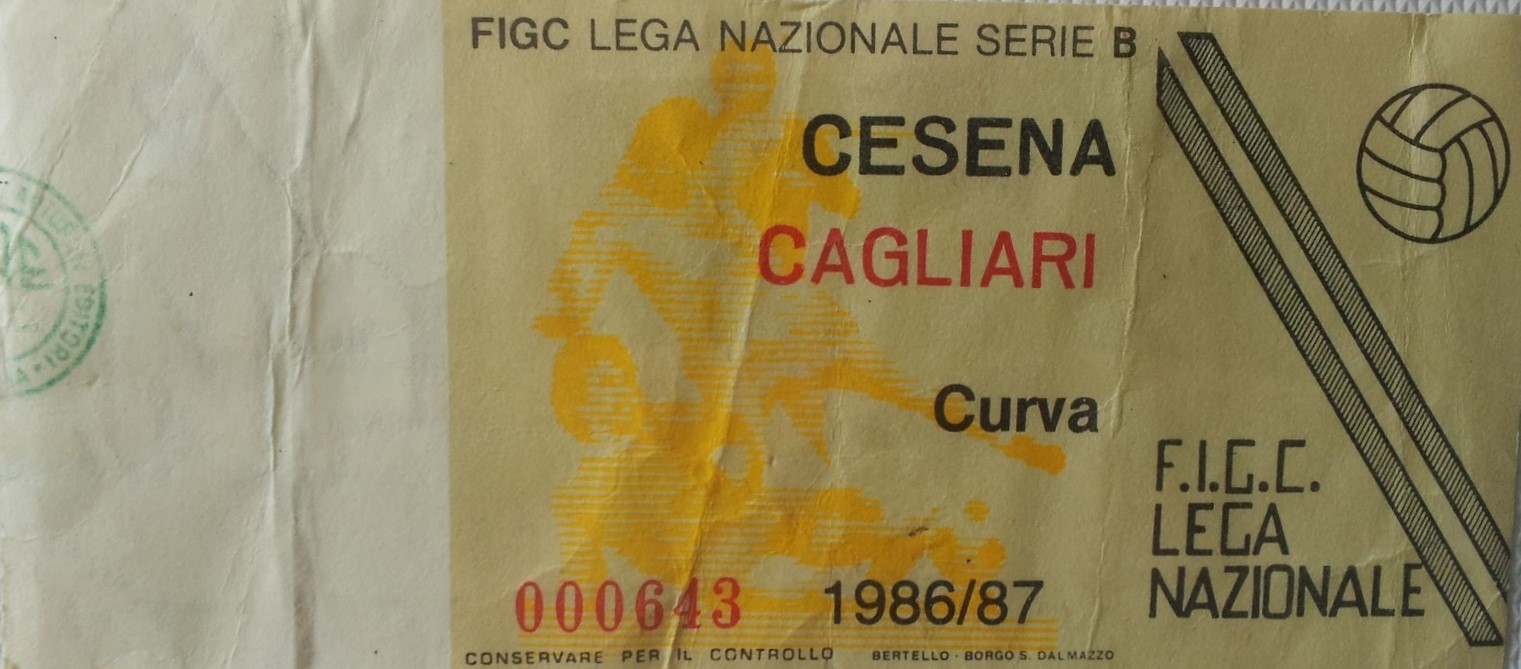 FIGC LEGA NAZIONALE SERIE B
CESENA
CAGLIARI
Curva
F.I.G.C.
LEGA
NAZIONALE
000643
1986/87
CONSERVARE PER IL CONTROLLO
BERTELLO · BORGO S. DALMAZZO
EDITORI